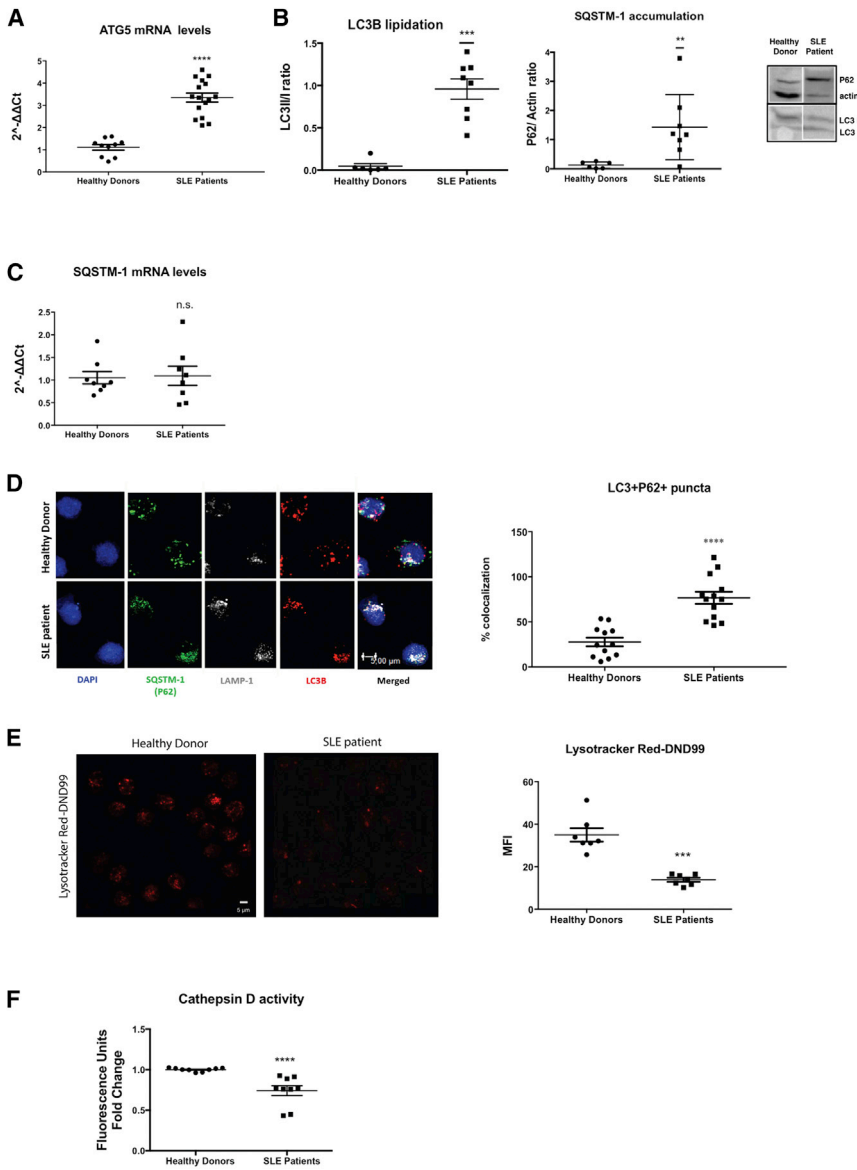 A
ATG5 mRNA levels
2^-ΔΔCt
5
4
3
2
1
0
****
Healthy Donors
SLE Patients
B
LC3B lipidation
LC3II/I ratio
1.5
1.0
0.5
0.0
***
Healthy Donors
SLE Patients
SQSTM-1 accumulation
P62/ Actin ratio
4
3
2
1
0
**
Healthy Donors
SLE Patients
Healthy Donor
SLE Patient
P62
actin
LC3
LC3
C
SQSTM-1 mRNA levels
2^-ΔΔCt
2.5
2.0
1.5
1.0
0.5
0.0
n.s.
Healthy Donors
SLE Patients
D
Healthy Donor
SLE patient
5,00 µm
DAPI
SQSTM-1
(P62)
LAMP-1
LC3B
Merged
LC3+P62+ puncta
% colocalization
150
100
50
0
****
Healthy Donors
SLE Patients
E
Healthy Donor
SLE patient
Lysotracker Red-DND99
5 µm
Lysotracker Red-DND99
MFI
60
40
20
0
***
Healthy Donors
SLE Patients
F
Cathepsin D activity
Fluorescence Units
Fold Change
1.5
1.0
0.5
0.0
****
Healthy Donors
SLE Patients